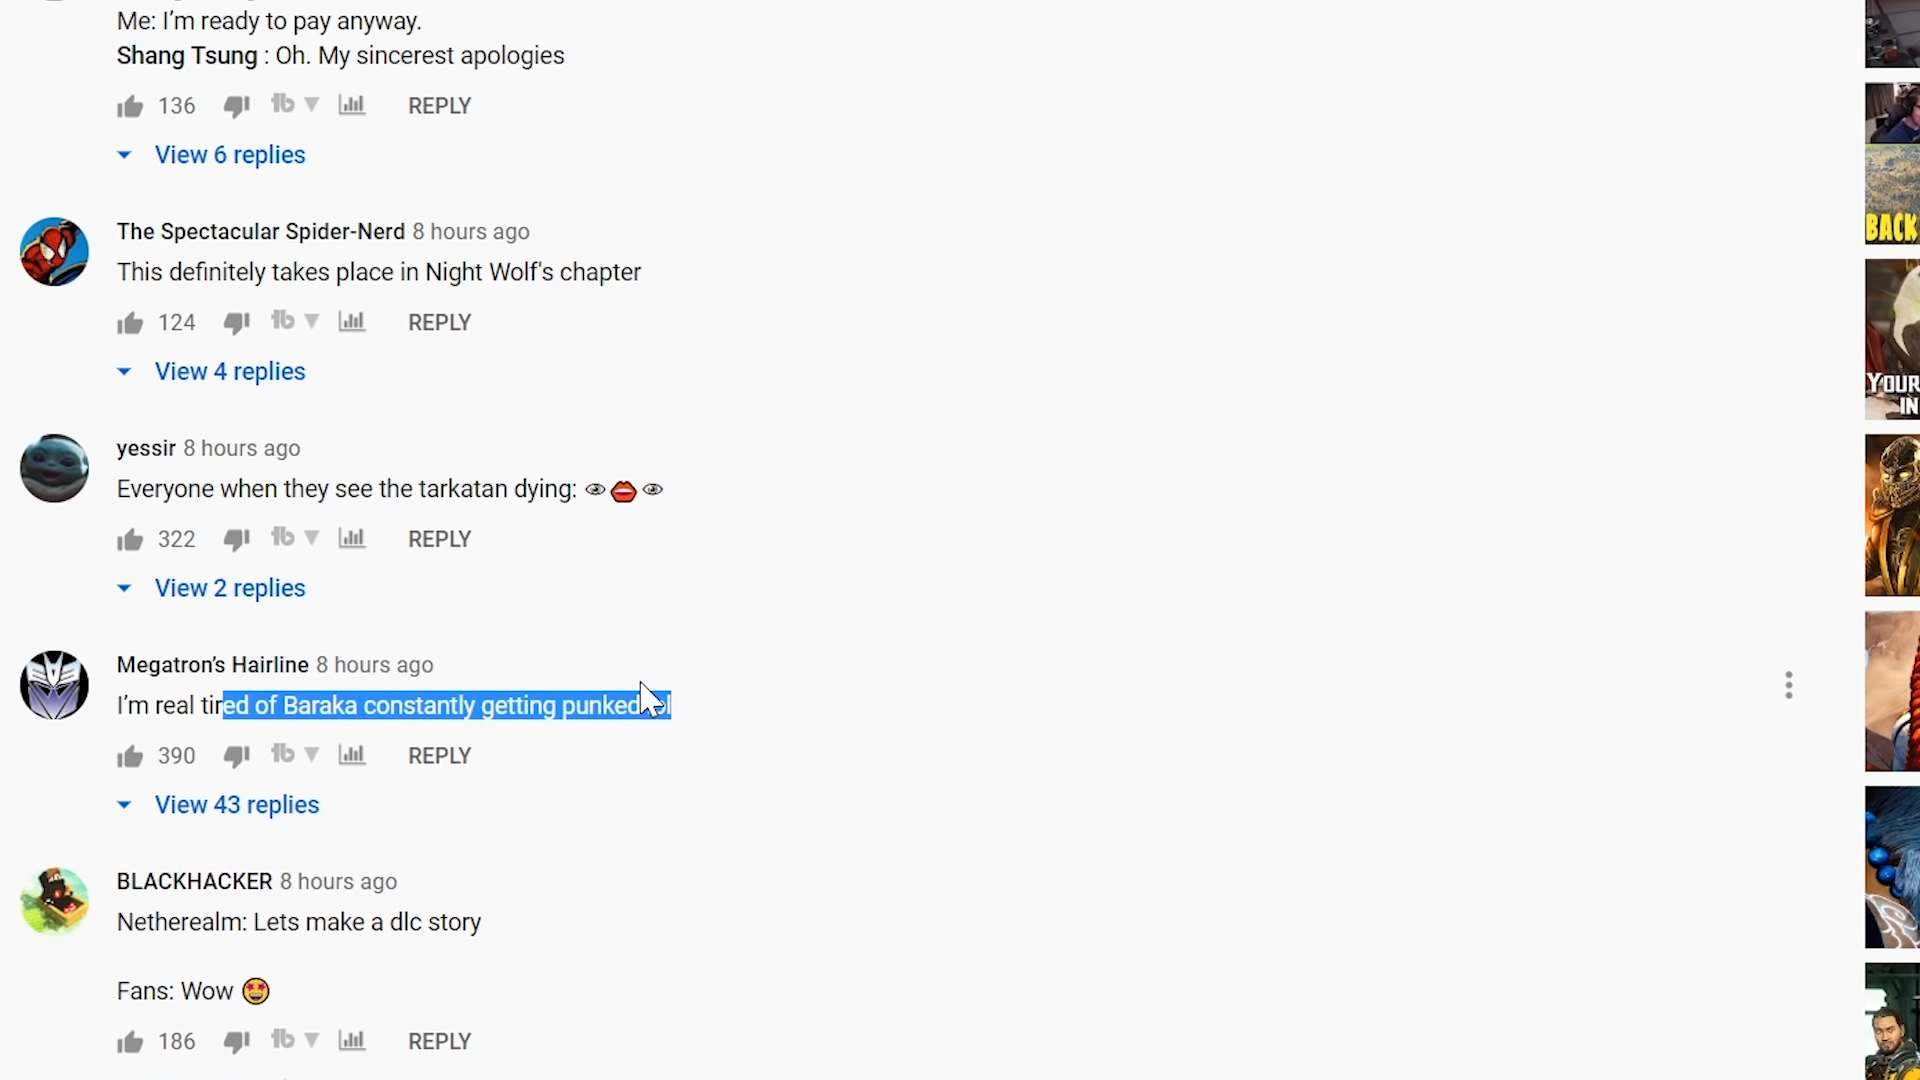 Me: I’m ready to pay anyway.
Shang Tsung : Oh. My sincerest apologies
136 REPLY
View 6 replies
The Spectacular Spider-Nerd 8 hours ago
This definitely takes place in Night Wolf's chapter
124 REPLY
View 4 replies
BACK
yessir 8 hours ago
YOUR
IN
Everyone when they see the tarkatan dying: 👁👄👁
322 REPLY
View 2 replies
Megatron’s Hairline 8 hours ago
I’m real tired of Baraka constantly getting punked
390 REPLY
View 43 replies
BLACKHACKER 8 hours ago
Netherealm: Lets make a dlc story
Fans: Wow 🤩
186 REPLY